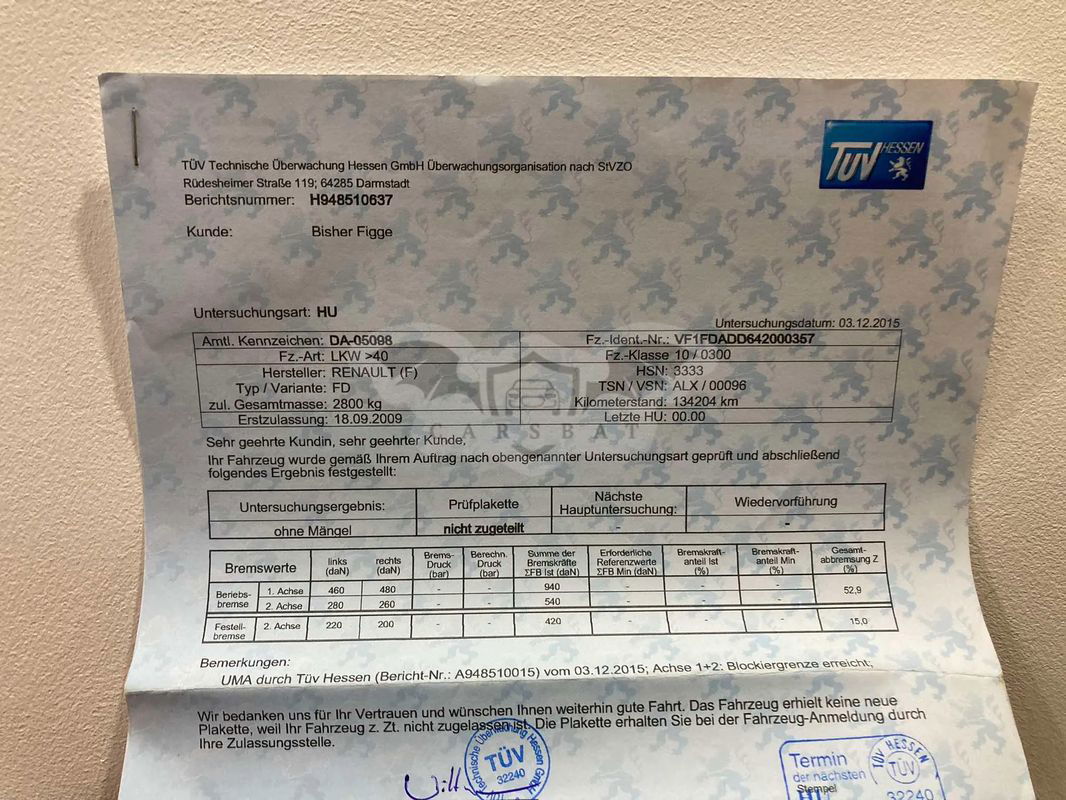 TÜV HESSEN
TÜV Technische Überwachung Hessen GmbH Überwachungsorganisation nach StVZO
Rüdesheimer Straße 119; 64285 Darmstadt
Berichtsnummer: H948510637
Kunde: Bisher Figge
Untersuchungsart: HU
Untersuchungsdatum: 03.12.2015
Amtl. Kennzeichen: DA-05098 Fz.-Ident.-Nr.: VF1FDADD642000357
Fz.-Art: LKW >40 Fz.-Klasse 10 / 0300
Hersteller: RENAULT (F) HSN: 3333
Typ / Variante: FD TSN / VSN: ALX / 00096
zul. Gesamtmasse: 2800 kg Kilometerstand: 134204 km
Erstzulassung: 18.09.2009 Letzte HU: 00.00
CARSBAT
Sehr geehrte Kundin, sehr geehrter Kunde,
Ihr Fahrzeug wurde gemäß Ihrem Auftrag nach obengenannter Untersuchungsart geprüft und abschließend
folgendes Ergebnis festgestellt:
Untersuchungsergebnis: Prüfplakette Nächste Hauptuntersuchung: Wiedervorführung
ohne Mängel nicht zugeteilt - -
Bremswerte links (daN) rechts (daN) Brems-Druck (bar) Berechn. Druck (bar) Summe der Bremskräfte ΣFB Ist (daN) Erforderliche Referenzwerte ΣFB Min (daN) Bremskraft-anteil Ist (%) Bremskraft-anteil Min (%) Gesamt-abbremsung Z (%)
Beriebs-bremse 1. Achse 460 480 - - 940 - - - 52,9
2. Achse 280 260 - - 540 - - -
Festell-bremse 2. Achse 220 200 - - 420 - - - 15,0
Bemerkungen:
UMA durch Tüv Hessen (Bericht-Nr.: A948510015) vom 03.12.2015; Achse 1+2: Blockiergrenze erreicht;
Wir bedanken uns für Ihr Vertrauen und wünschen Ihnen weiterhin gute Fahrt. Das Fahrzeug erhielt keine neue
Plakette, weil Ihr Fahrzeug z. Zt. nicht zugelassen ist. Die Plakette erhalten Sie bei der Fahrzeug-Anmeldung durch
Ihre Zulassungsstelle.
Technische Überwachung Hessen GmbH
TÜV
32240
Termin
der nächsten
Stempel
HU
TÜV HESSEN
TÜV
32240